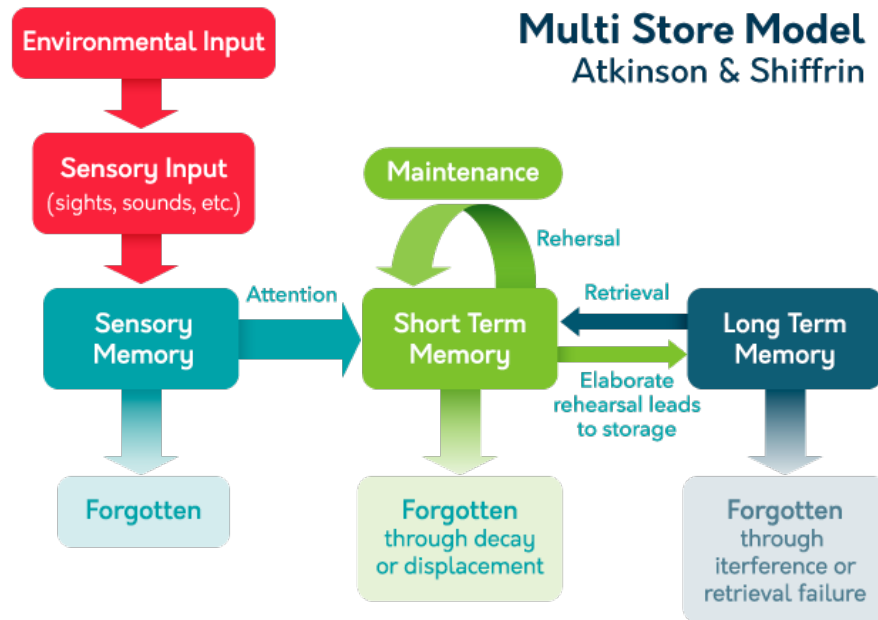 Multi Store Model
Atkinson & Shiffrin
Environmental Input
Sensory Input
(sights, sounds, etc.)
Maintenance
Rehersal
Attention
Retrieval
Sensory
Memory
Short Term
Memory
Long Term
Memory
Elaborate
rehearsal leads
to storage
Forgotten
Forgotten
through decay
or displacement
Forgotten
through
iterference or
retrieval failure